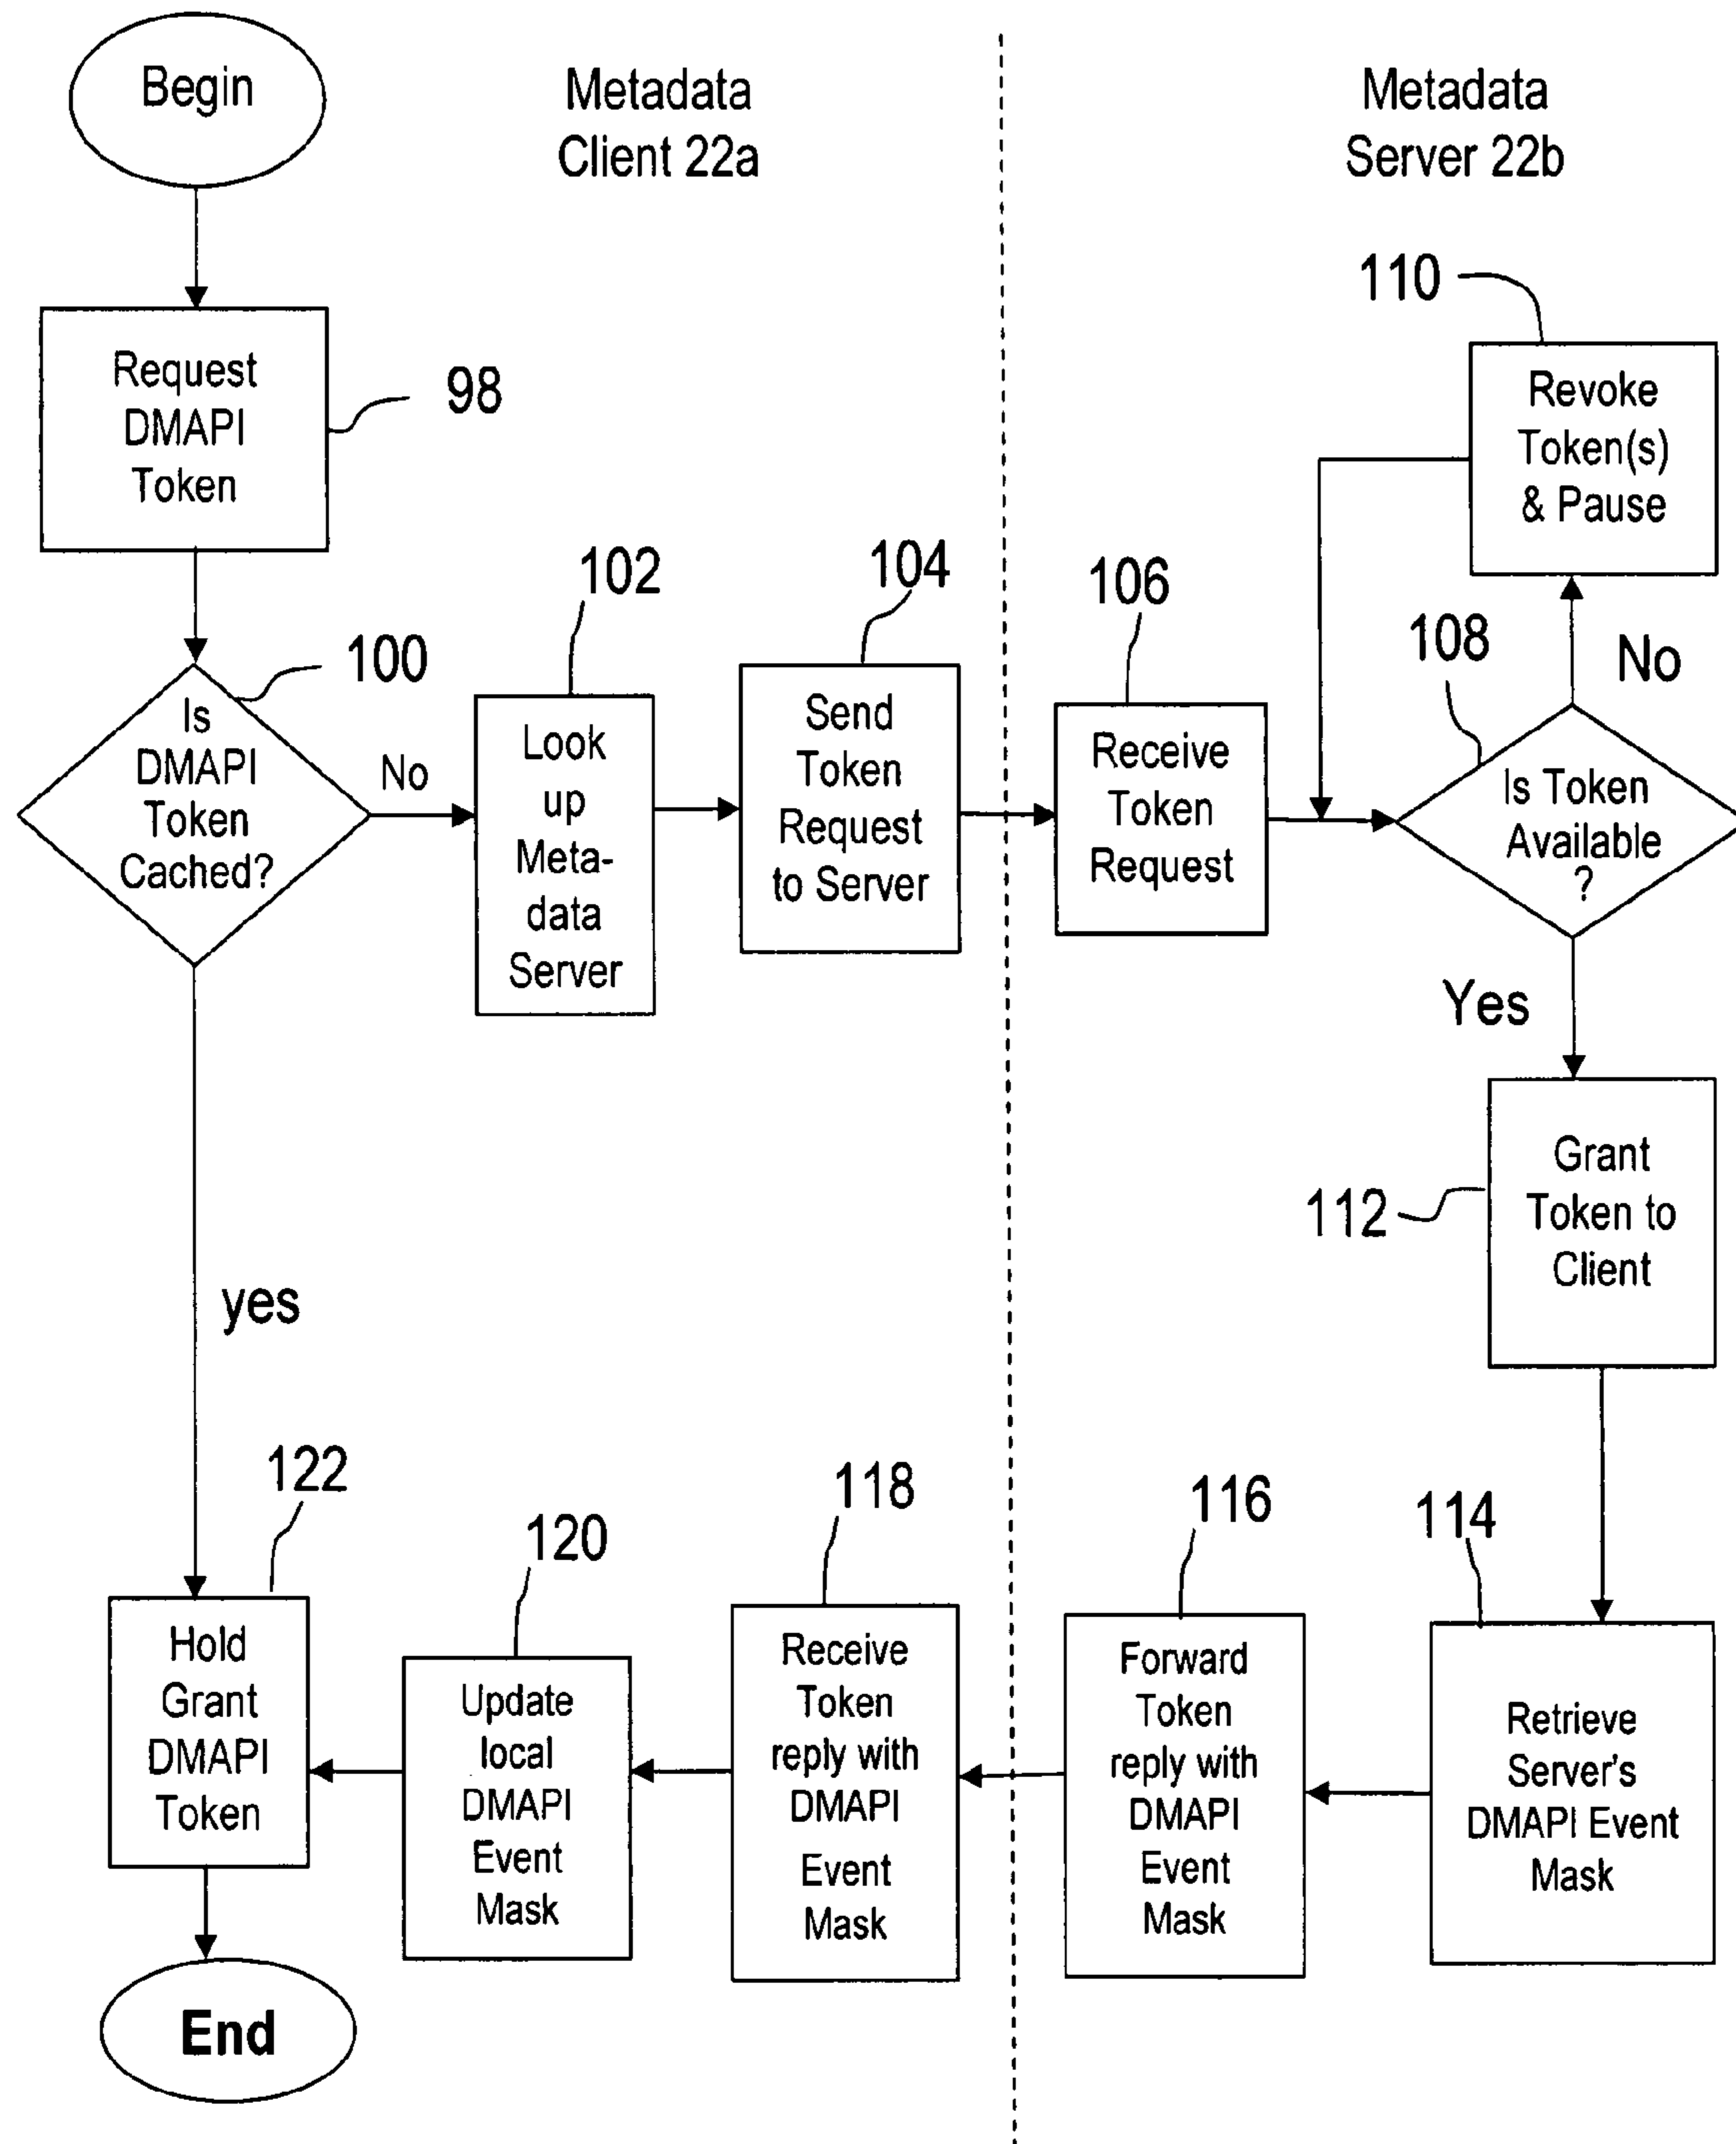 Begin
Metadata
Client 22a
Metadata
Server 22b
Request
DMAPI
Token
98
110
Revoke
Token(s)
& Pause
Is
DMAPI
Token
Cached?
100
No
102
Look
up
Meta-
data
Server
104
Send
Token
Request
to Server
106
Receive
Token
Request
108
No
Is Token
Available
?
Yes
112
Grant
Token to
Client
yes
122
Hold
Grant
DMAPI
Token
120
Update
local
DMAPI
Event
Mask
118
Receive
Token
reply with
DMAPI
Event
Mask
116
Forward
Token
reply with
DMAPI
Event
Mask
114
Retrieve
Server's
DMAPI Event
Mask
End